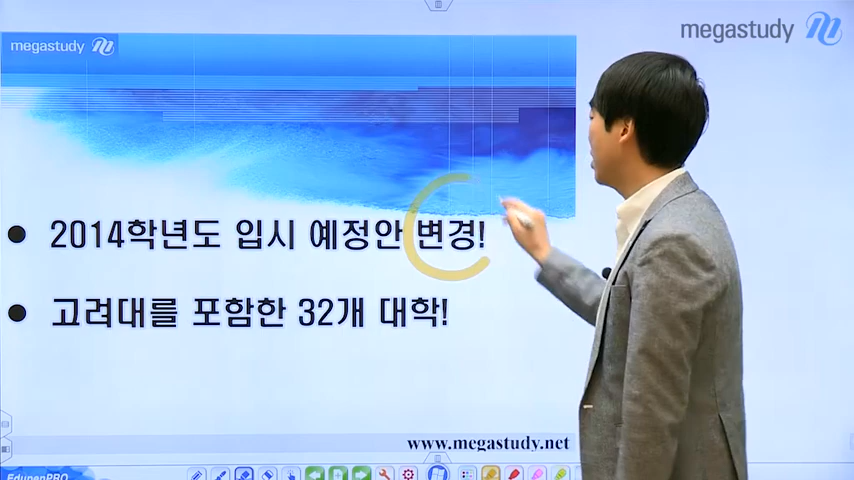 megastudy
megastudy
2014학년도 입시 예정안 변경!
고려대를 포함한 32개 대학!
www.megastudy.net
EdupenPRO